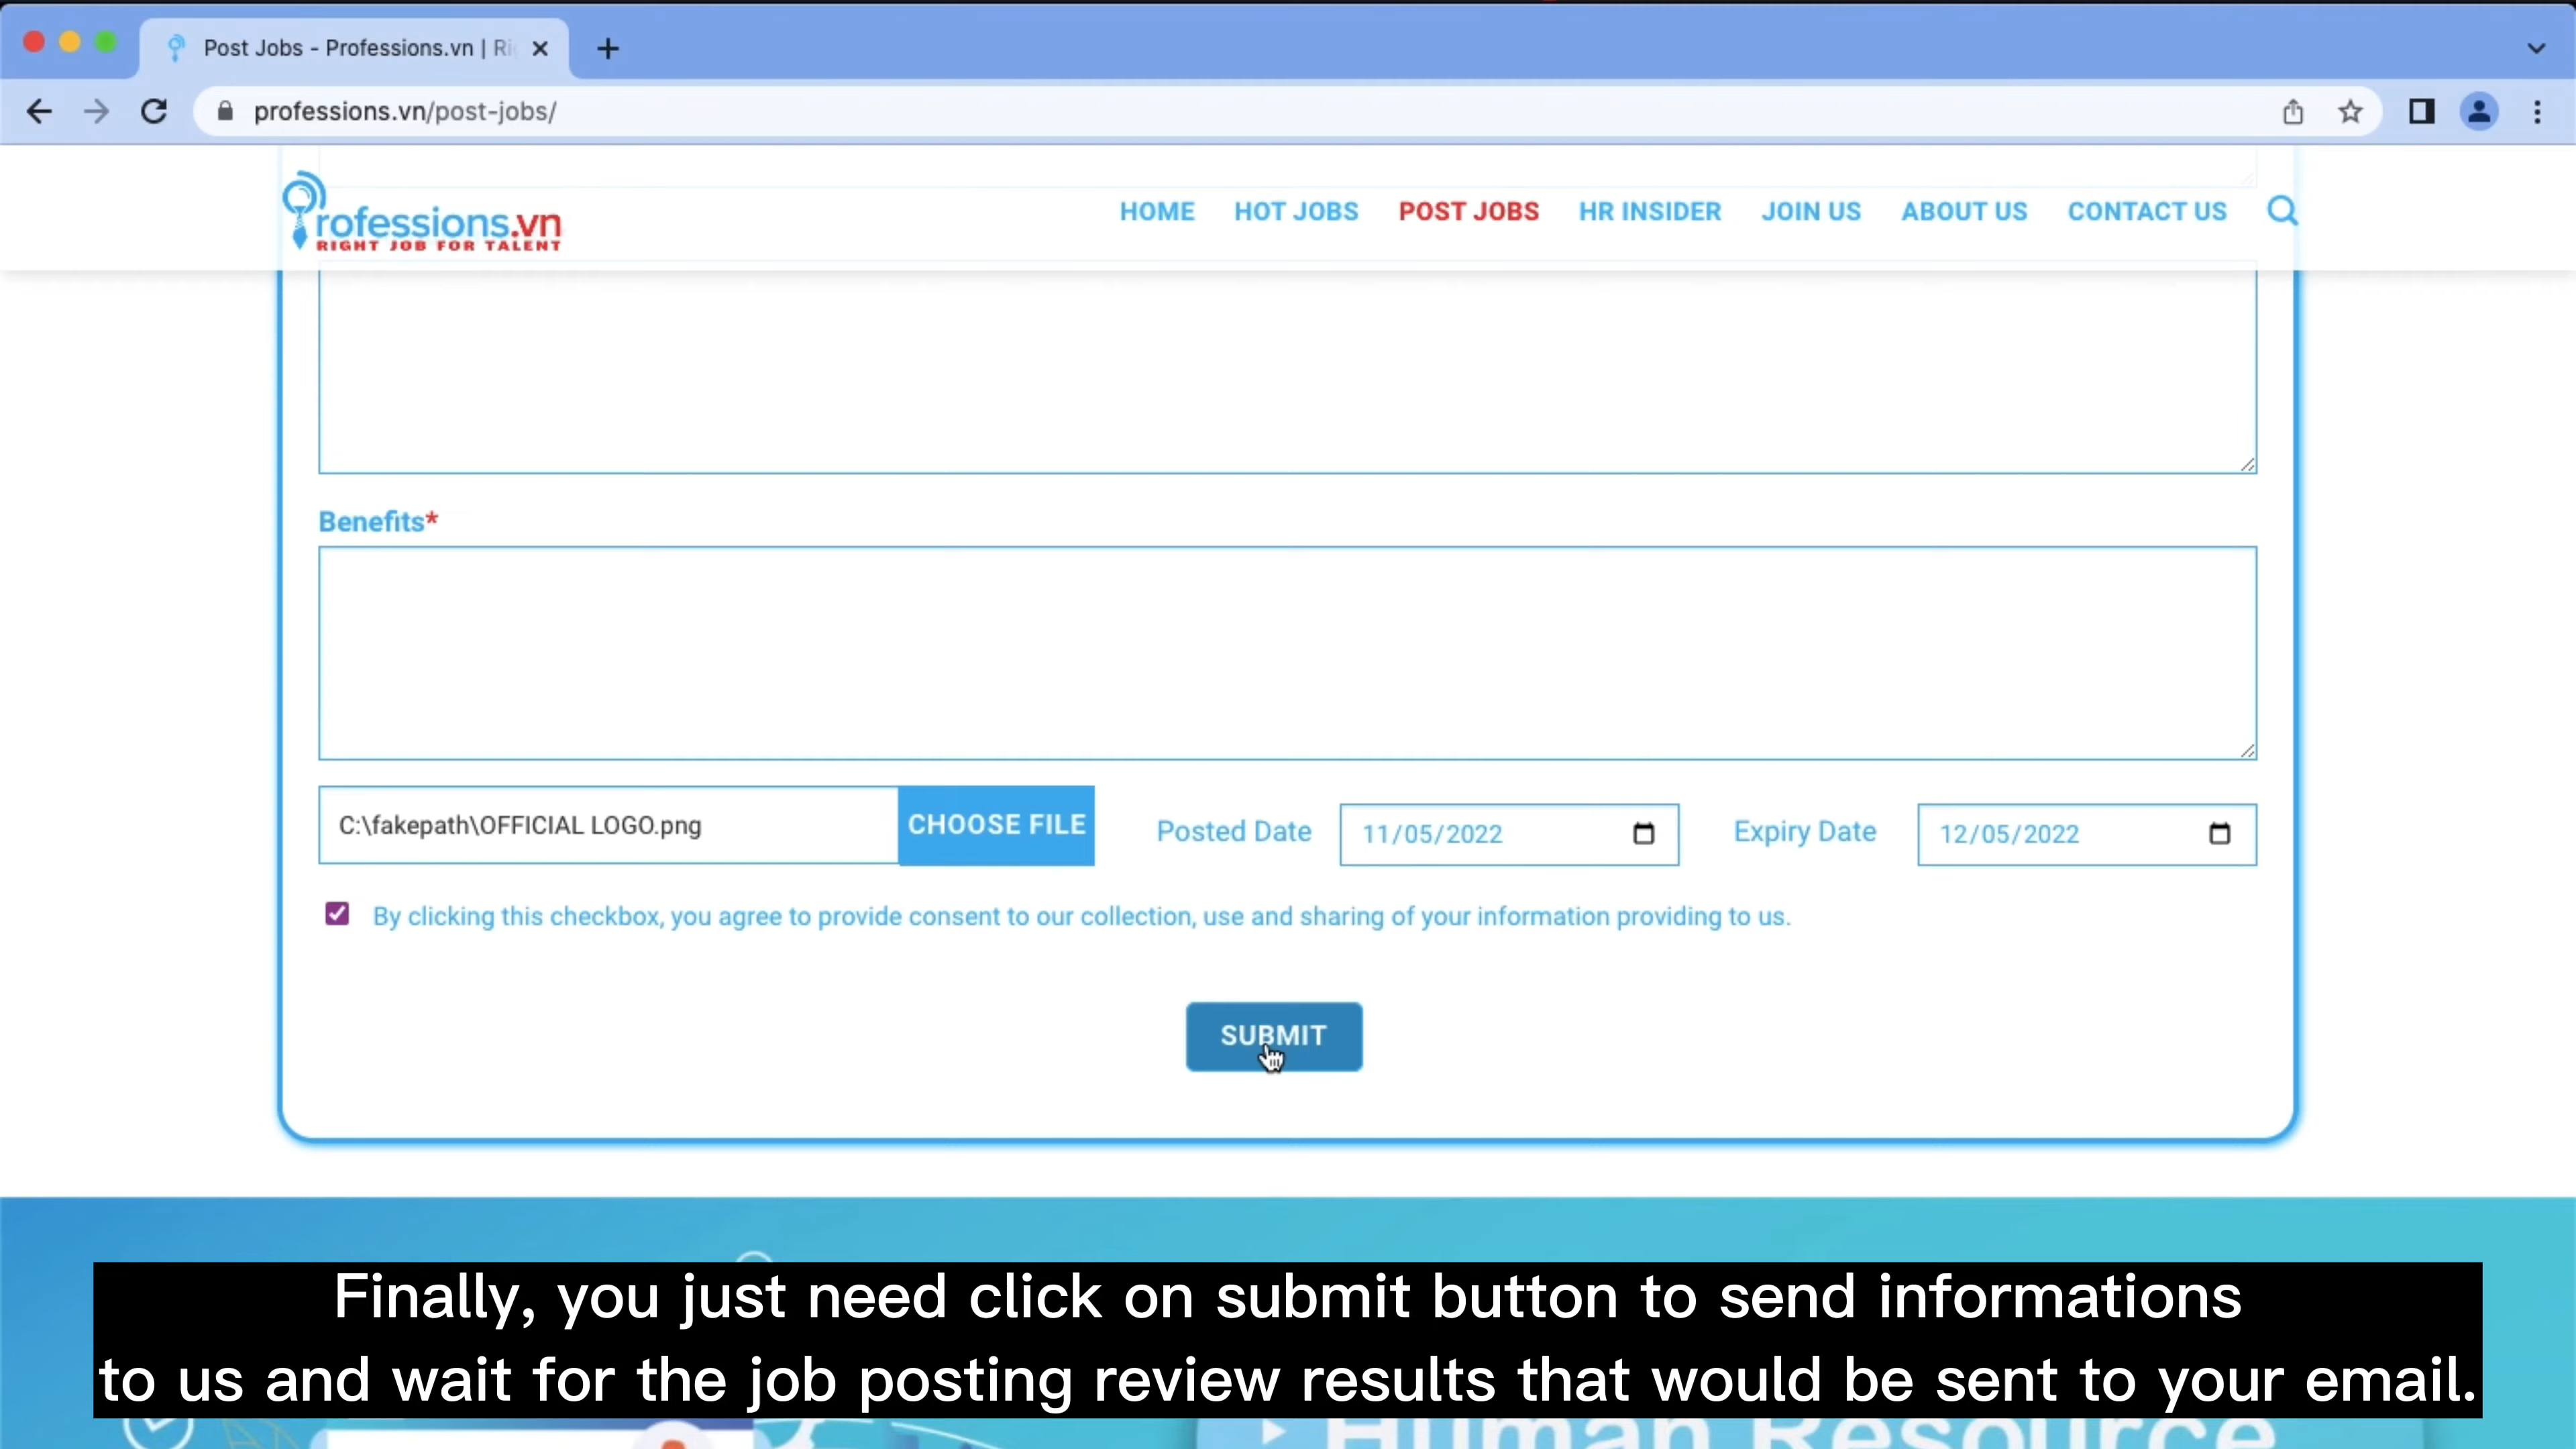 Post Jobs - Professions.vn | Ri
professions.vn/post-jobs/
Professions.vn
RIGHT JOB FOR TALENT
HOME HOT JOBS POST JOBS HR INSIDER JOIN US ABOUT US CONTACT US
Benefits*
C:\fakepath\OFFICIAL LOGO.png CHOOSE FILE Posted Date 11/05/2022 Expiry Date 12/05/2022
By clicking this checkbox, you agree to provide consent to our collection, use and sharing of your information providing to us.
SUBMIT
Finally, you just need click on submit button to send informations
to us and wait for the job posting review results that would be sent to your email.
Human Resource